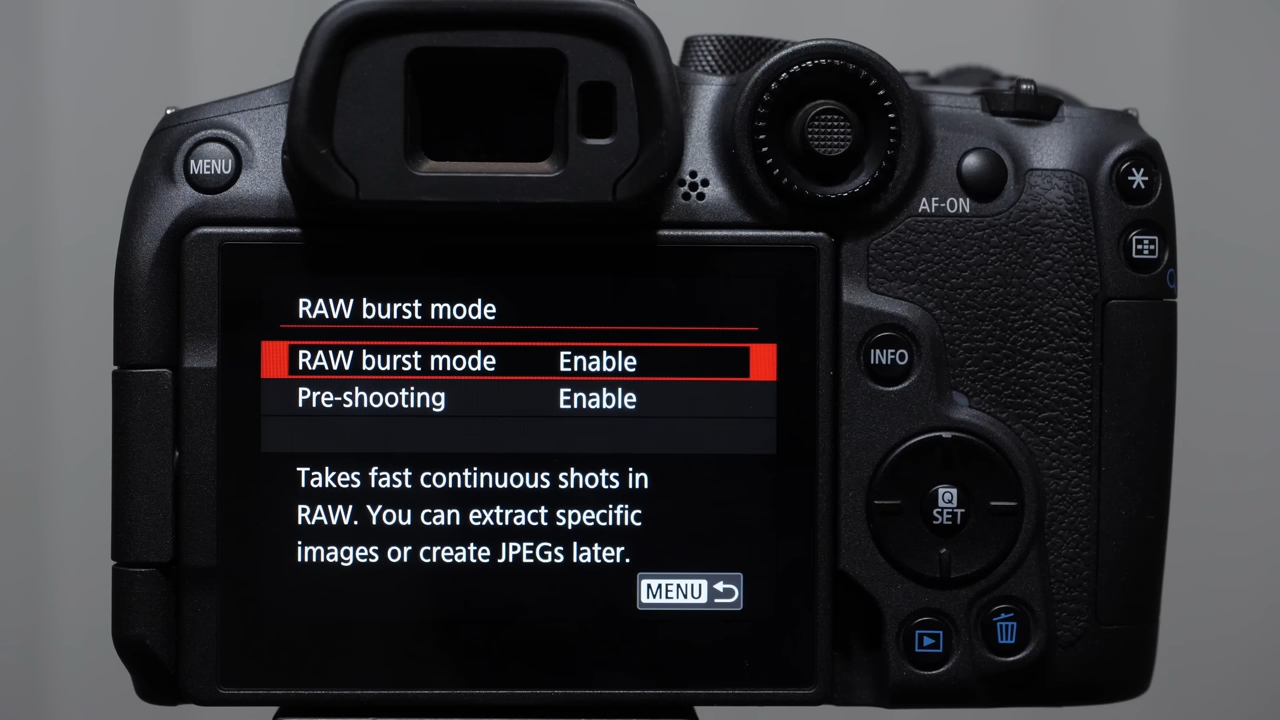 MENU
AF-ON
RAW burst mode
RAW burst mode Enable
Pre-shooting Enable
Takes fast continuous shots in
RAW. You can extract specific
images or create JPEGs later.
MENU
INFO
Q
SET